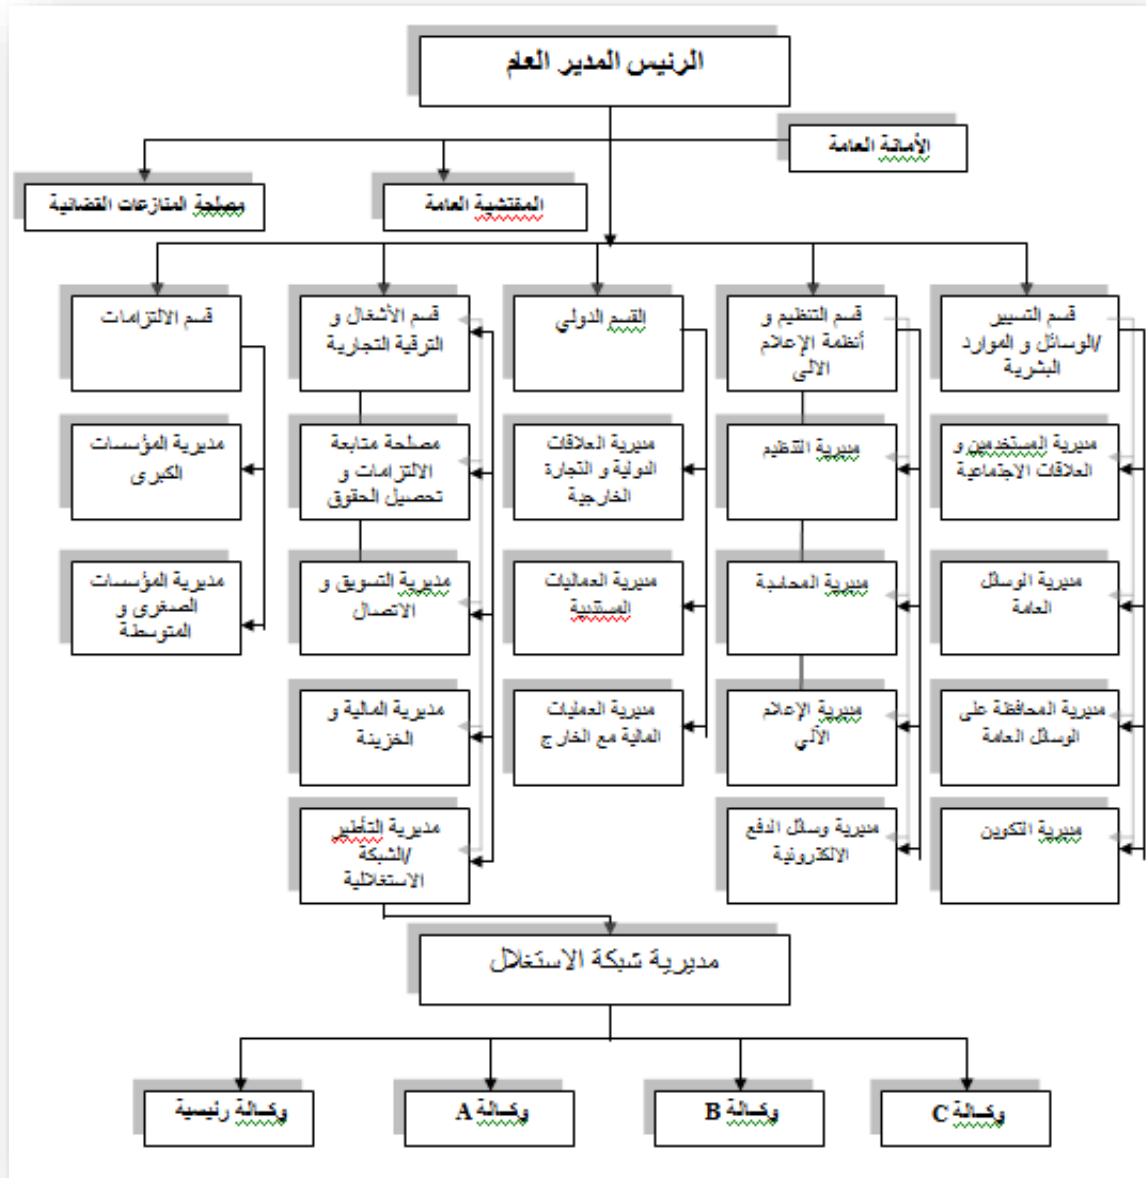 الرئيس المدير العام
الأمانة العامة
المفتشية العامة
مصلحة المنازعات القضائية
قسم التسيير
/الوسائل و الموارد
البشرية
قسم التنظيم و
أنظمة الإعلام
الالى
القسم الدولي
قسم الأشغال و
الترقية التجارية
قسم الالتزامات
مديرية المستخدمين و
العلاقات الاجتماعية
مديرية التنظيم
مديرية العلاقات
الدولية و التجارة
الخارجية
مصلحة متابعة
الالتزامات و
تحصيل الحقوق
مديرية المؤسسات
الكبرى
مديرية الوسائل
العامة
مديرية المحاسبة
مديرية العماليات
المستندية
مديرية التسويق و
الاتصال
مديرية المؤسسات
الصغرى و
المتوسطة
مديرية المحافظة على
الوسائل العامة
مديرية الإعلام
الألي
مديرية العمليات
المالية مع الخارج
مديرية المالية و
الخزينة
مديرية التكوين
مديرية وسائل الدفع
الالكترونية
مديرية التأطير
/الشبكة
الاستغلالية
مديرية شبكة الاستغلال
وكالة C
وكالة B
وكالة A
وكالة رئيسية